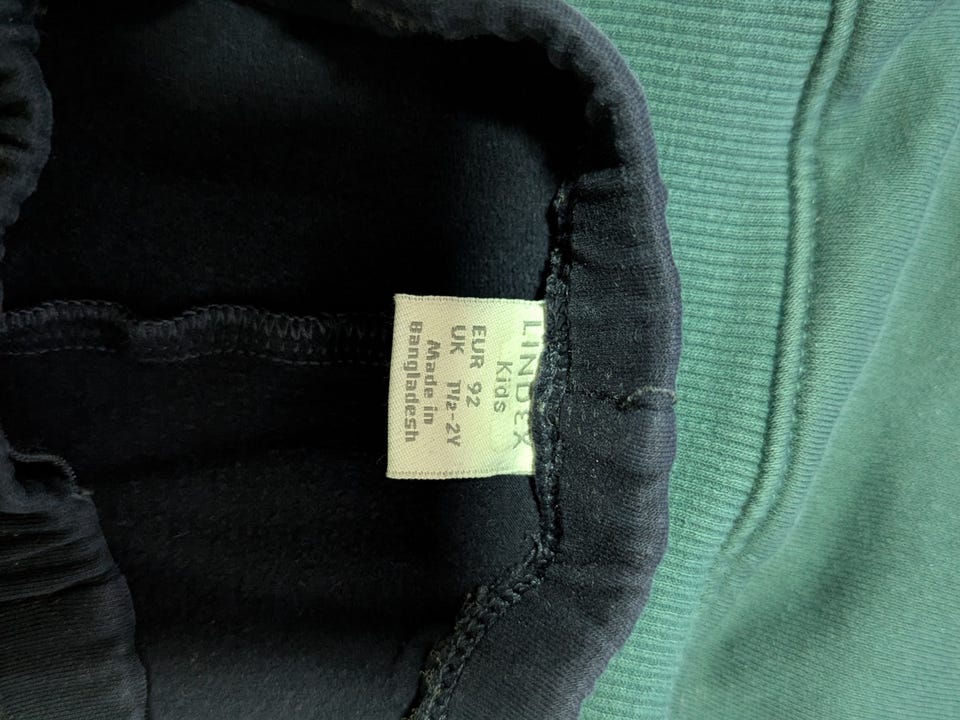 LINDEX
Kids
EUR 92
UK 1½-2Y
Made in
Bangladesh